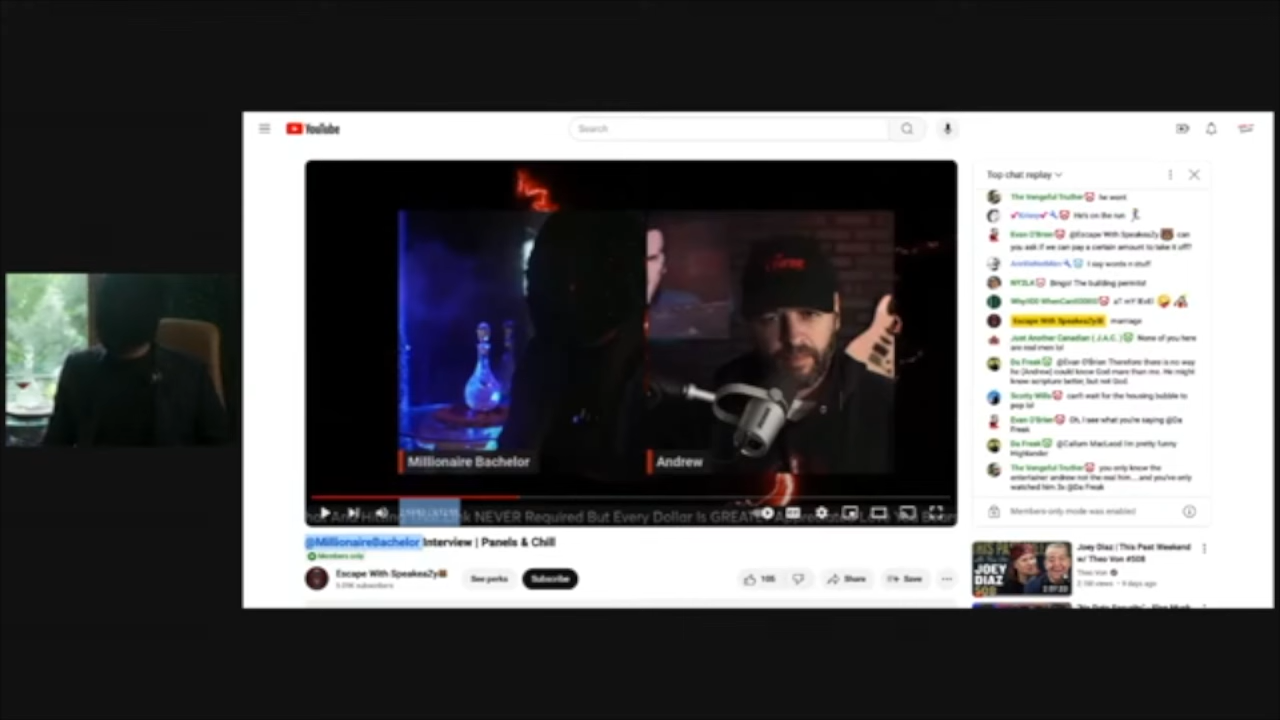 YouTube
Search
Top chat replay
The Vengeful Truther he wont
He's on the run
Evan O'Brien @Escape With SpeakeaZy can
you ask if we can pay a certain amount to take it off?
I say words n stuff
NYZLA Bingo! The building permits!
Escape With SpeakeaZy marriage
Just Another Canadian ( J.A.C. ) None of you here
are real men lol
Da Freak @Evan O'Brien Therefore there is no way
he (Andrew) could know God more than me. He might
know scripture better, but not God.
Scotty Wills can't wait for the housing bubble to
pop lol
Evan O'Brien Oh, I see what you're saying @Da
Freak
Da Freak @Callum MacLeod I'm pretty funny
Highlander
The Vengeful Truther you only know the
entertainer andrew not the real him....and you've only
watched him 3x @Da Freak
Members-only mode was enabled
Millionaire Bachelor
Andrew
NEVER Required But Every Dollar Is GREATLY
@MillionaireBachelor Interview | Panels & Chill
Members only
Escape With SpeakeaZy
See perks
Subscribe
105
Share
Save
JOEY
DIAZ
Joey Diaz | This Past Weekend
w/ Theo Von #508
Theo Von